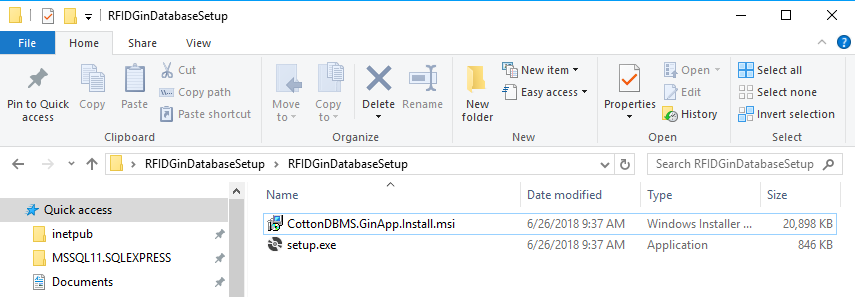 RFIDGinDatabaseSetup
File Home Share View
Pin to Quick access
Copy
Paste
Cut
Copy path
Paste shortcut
Clipboard
Move to
Copy to
Delete
Rename
Organize
New folder
New item
Easy access
New
Properties
Open
Edit
History
Open
Select all
Select none
Invert selection
Select
RFIDGinDatabaseSetup RFIDGinDatabaseSetup
Search RFIDGinDatabaseSetup
Name Date modified Type Size
Quick access
inetpub
MSSQL11.SQLEXPRESS
Documents
CottonDBMS.GinApp.Install.msi 6/26/2018 9:37 AM Windows Installer ... 20,898 KB
setup.exe 6/26/2018 9:37 AM Application 846 KB